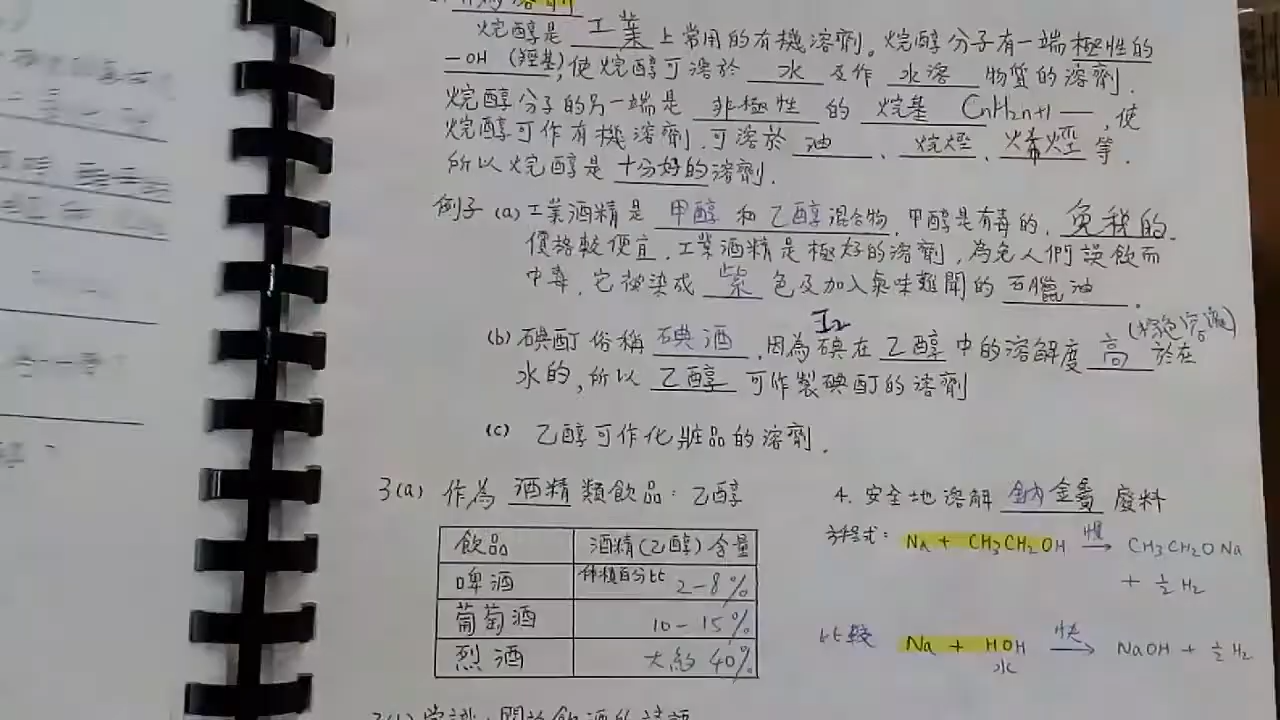 烷醇是 工業 上常用的有機溶劑。烷醇分子有一端極性的
—OH (羥基),使烷醇可溶於 水 及作 水溶 物質的溶劑.
烷醇分子的另一端是 非極性 的 烷基 CnH2n+1— ,使
烷醇可作有機溶劑.可溶於 油 、烷烴、烯烴 等.
所以烷醇是 十分好的溶劑.
例子 (a) 工業酒精是 甲醇 和 乙醇混合物.甲醇是有毒的,免稅的.
價格較便宜.工業酒精是極好的溶劑,為免人們誤飲而
中毒,它被染成 紫 色及加入氣味難聞的 石臘油 .
I2
(b) 碘酊俗稱 碘酒 .因為碘在 乙醇 中的溶解度 高 於在
水的,所以 乙醇 可作製碘酊的溶劑
(c) 乙醇可作化粧品的溶劑.
3(a) 作為 酒精 類飲品:乙醇
飲品 酒精(乙醇)含量
啤酒 体積百分比 2-8%
葡萄酒 10-15%
烈酒 大約 40%
4. 安全地溶解 鈉金屬 廢料
方程式: Na + CH3CH2OH 慢→ CH3CH2ONa
+ ½H2
比較 Na + HOH 快→ NaOH + ½H2
水